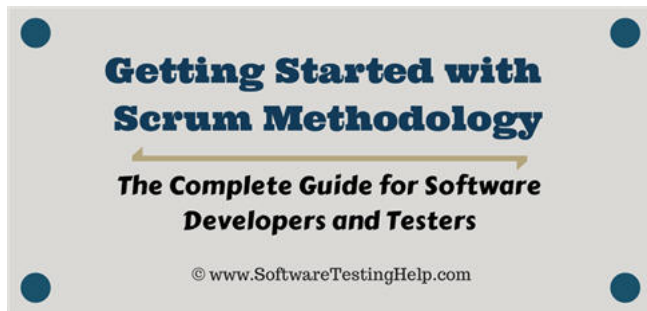 Getting Started with
Scrum Methodology
The Complete Guide for Software
Developers and Testers
© www.SoftwareTestingHelp.com